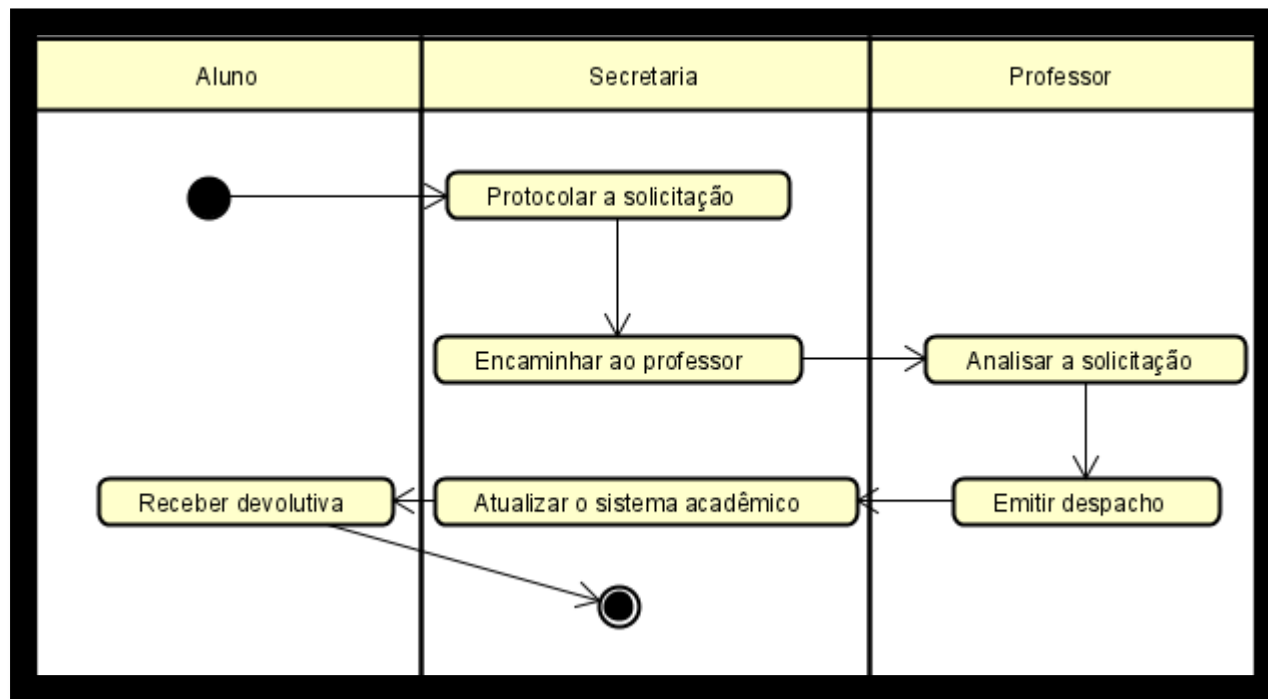 Aluno
Secretaria
Professor
Protocolar a solicitação
Encaminhar ao professor
Analisar a solicitação
Receber devolutiva
Atualizar o sistema acadêmico
Emitir despacho